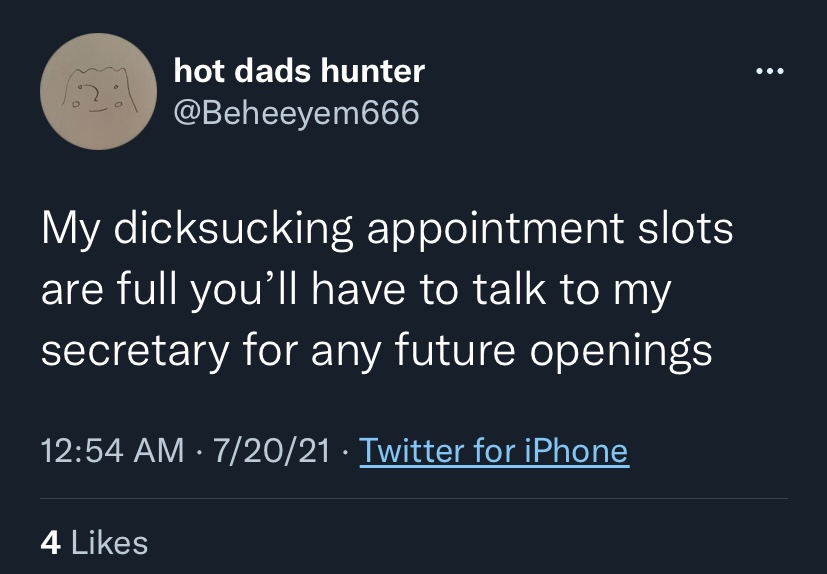 hot dads hunter
@Beheeyem666
My dicksucking appointment slots
are full you’ll have to talk to my
secretary for any future openings
12:54 AM · 7/20/21 · Twitter for iPhone
4 Likes